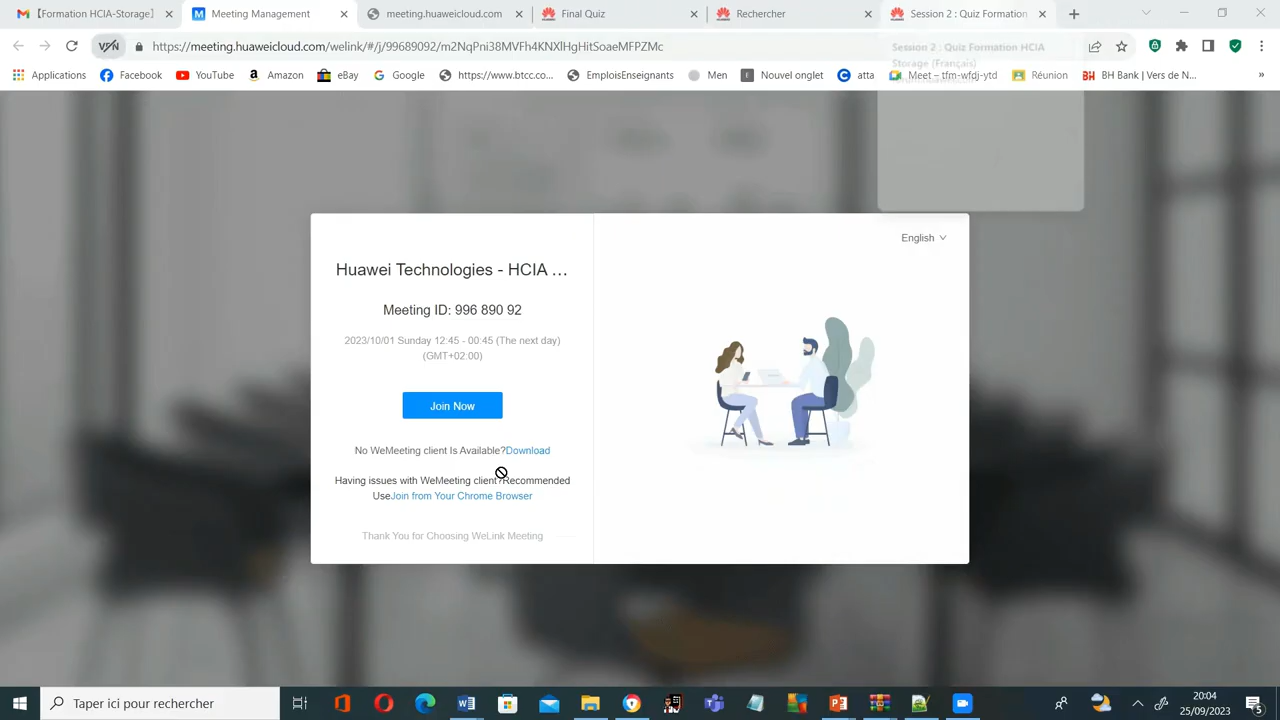 [Formation HCIA-Storage]
Meeting Management
meeting.huaweicloud.com
Final Quiz
Rechercher
Session 2 : Quiz Formation
VPN
https://meeting.huaweicloud.com/welink/#/j/99689092/m2NqPni38MVFh4KNXlHgHitSoaeMFPZMc
Session 2 : Quiz Formation HCIA
Storage (Français)
Applications
Facebook
YouTube
Amazon
eBay
Google
https://www.btcc.co...
EmploisEnseignants
Men
Nouvel onglet
atta
Meet – tfm-wfdj-ytd
Réunion
BH Bank | Vers de N...
»
English
Huawei Technologies - HCIA ...
Meeting ID: 996 890 92
2023/10/01 Sunday 12:45 - 00:45 (The next day)
(GMT+02.00)
Join Now
No WeMeeting client Is Available?Download
Having issues with WeMeeting client?Recommended
UseJoin from Your Chrome Browser
Thank You for Choosing WeLink Meeting
Taper ici pour rechercher
20:04
25/09/2023
5